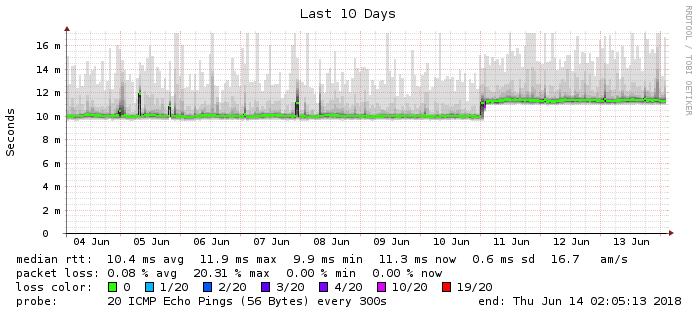 Last 10 Days
RRDTOOL / TOBI OETIKER
Seconds
16 m
14 m
12 m
10 m
8 m
6 m
4 m
2 m
0
04 Jun 05 Jun 06 Jun 07 Jun 08 Jun 09 Jun 10 Jun 11 Jun 12 Jun 13 Jun
median rtt: 10.4 ms avg 11.9 ms max 9.9 ms min 11.3 ms now 0.6 ms sd 16.7 am/s
packet loss: 0.08 % avg 20.31 % max 0.00 % min 0.00 % now
loss color: 0 1/20 2/20 3/20 4/20 10/20 19/20
probe: 20 ICMP Echo Pings (56 Bytes) every 300s end: Thu Jun 14 02:05:13 2018